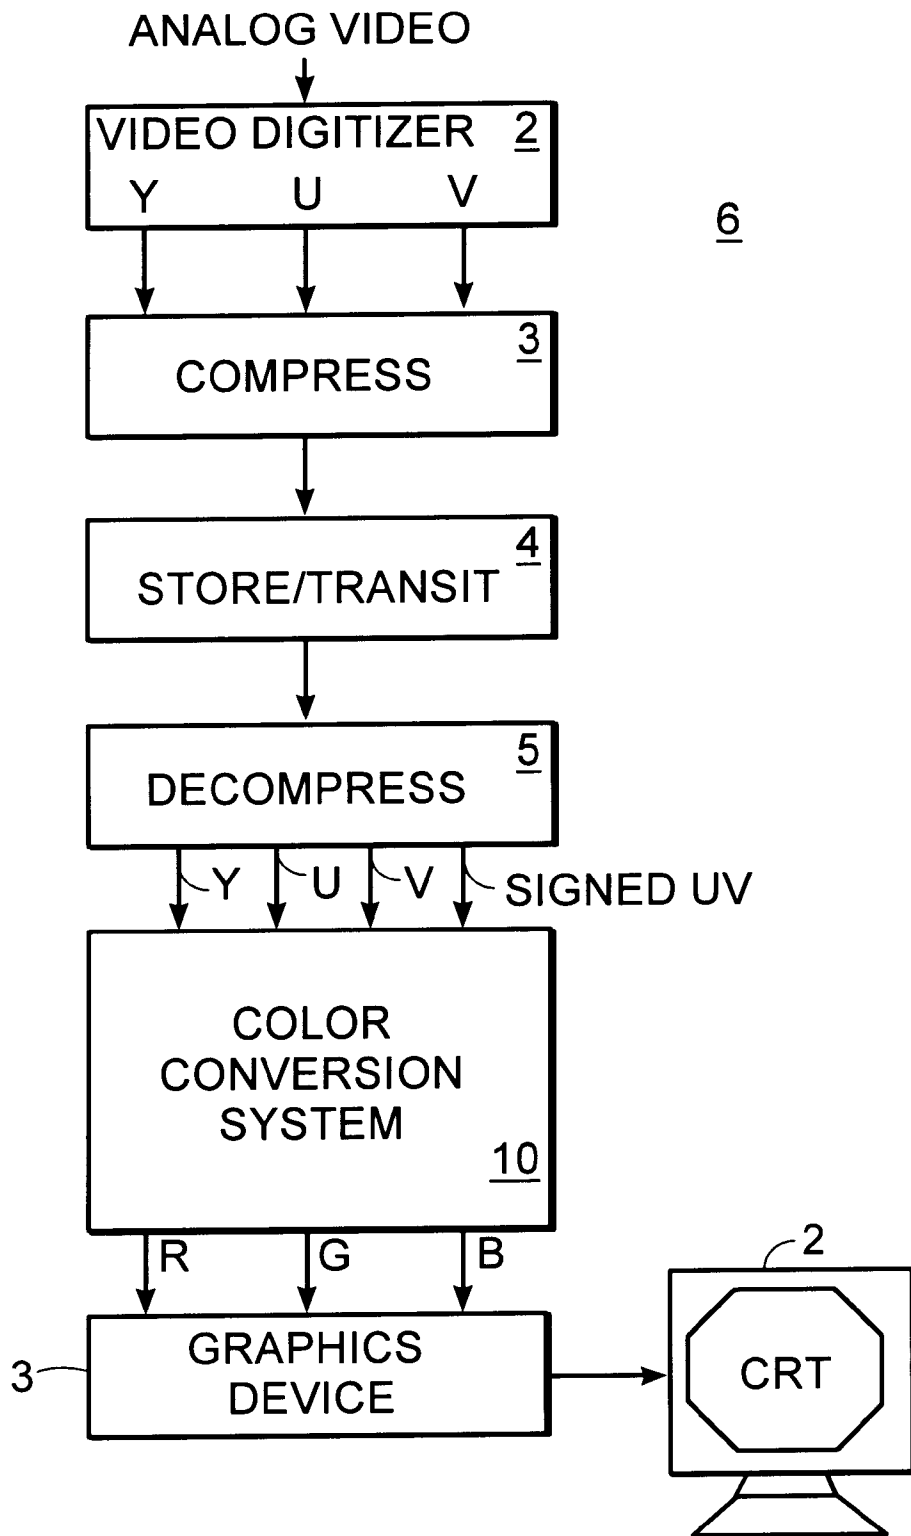 ANALOG VIDEO
VIDEO DIGITIZER 2
Y U V
6
3
COMPRESS
4
STORE/TRANSIT
5
DECOMPRESS
Y U V SIGNED UV
COLOR
CONVERSION
SYSTEM
10
R G B
2
3
GRAPHICS
DEVICE
CRT